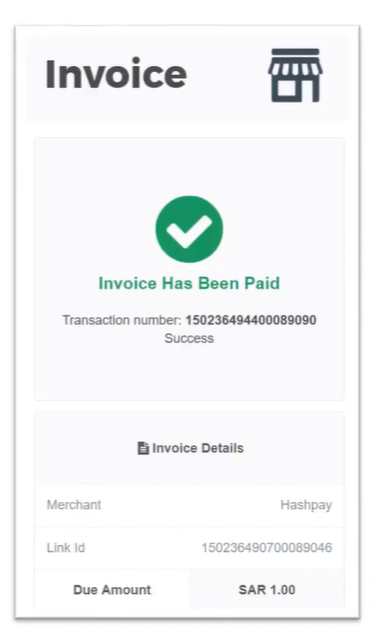 Invoice
Invoice Has Been Paid
Transaction number: 150236494400089090
Success
Invoice Details
Merchant Hashpay
Link Id 150236490700089046
Due Amount SAR 1.00